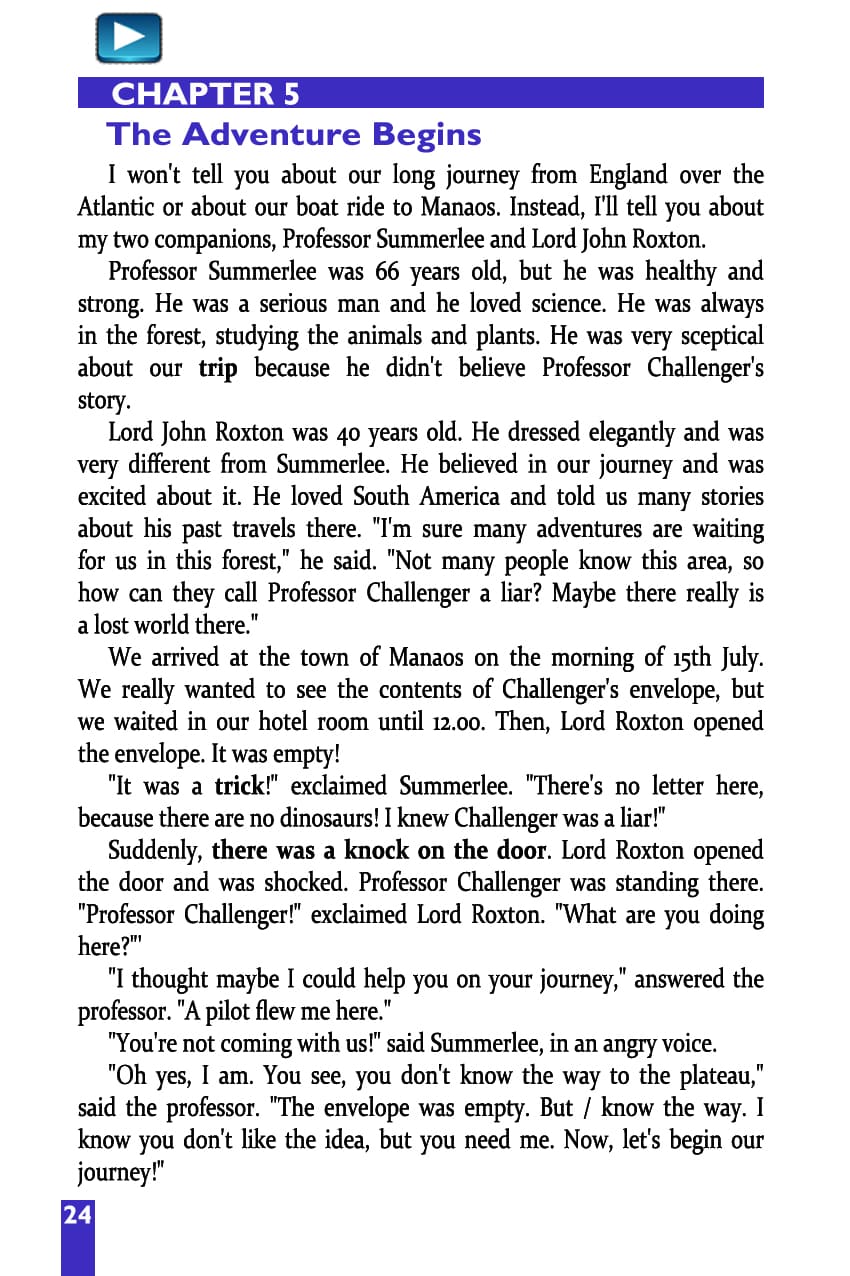 CHAPTER 5
The Adventure Begins
I won't tell you about our long journey from England over the
Atlantic or about our boat ride to Manaos. Instead, I'll tell you about
my two companions, Professor Summerlee and Lord John Roxton.
Professor Summerlee was 66 years old, but he was healthy and
strong. He was a serious man and he loved science. He was always
in the forest, studying the animals and plants. He was very sceptical
about our trip because he didn't believe Professor Challenger's
story.
Lord John Roxton was 40 years old. He dressed elegantly and was
very different from Summerlee. He believed in our journey and was
excited about it. He loved South America and told us many stories
about his past travels there. "I'm sure many adventures are waiting
for us in this forest," he said. "Not many people know this area, so
how can they call Professor Challenger a liar? Maybe there really is
a lost world there."
We arrived at the town of Manaos on the morning of 15th July.
We really wanted to see the contents of Challenger's envelope, but
we waited in our hotel room until 12.00. Then, Lord Roxton opened
the envelope. It was empty!
"It was a trick!" exclaimed Summerlee. "There's no letter here,
because there are no dinosaurs! I knew Challenger was a liar!"
Suddenly, there was a knock on the door. Lord Roxton opened
the door and was shocked. Professor Challenger was standing there.
"Professor Challenger!" exclaimed Lord Roxton. "What are you doing
here?"'
"I thought maybe I could help you on your journey," answered the
professor. "A pilot flew me here."
"You're not coming with us!" said Summerlee, in an angry voice.
"Oh yes, I am. You see, you don't know the way to the plateau,"
said the professor. "The envelope was empty. But / know the way. I
know you don't like the idea, but you need me. Now, let's begin our
journey!"
24